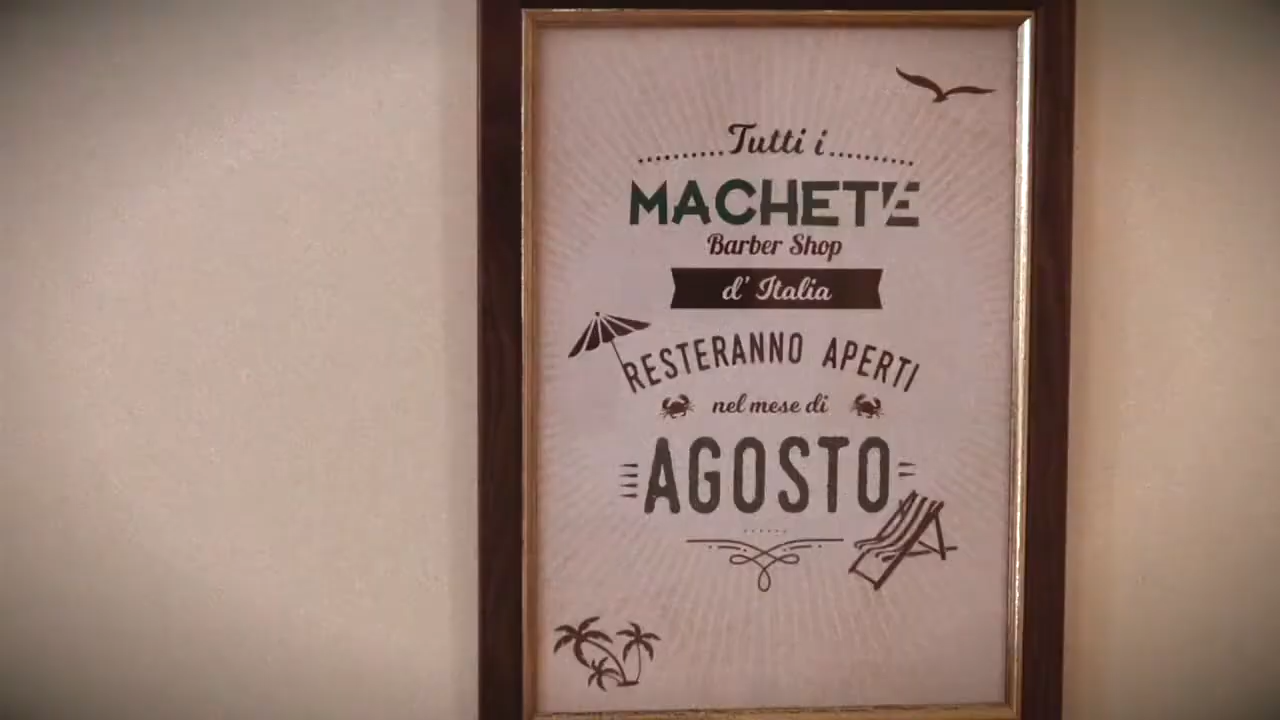 Tutti i
MACHETE
Barber Shop
d' Italia
RESTERANNO APERTI
nel mese di
AGOSTO